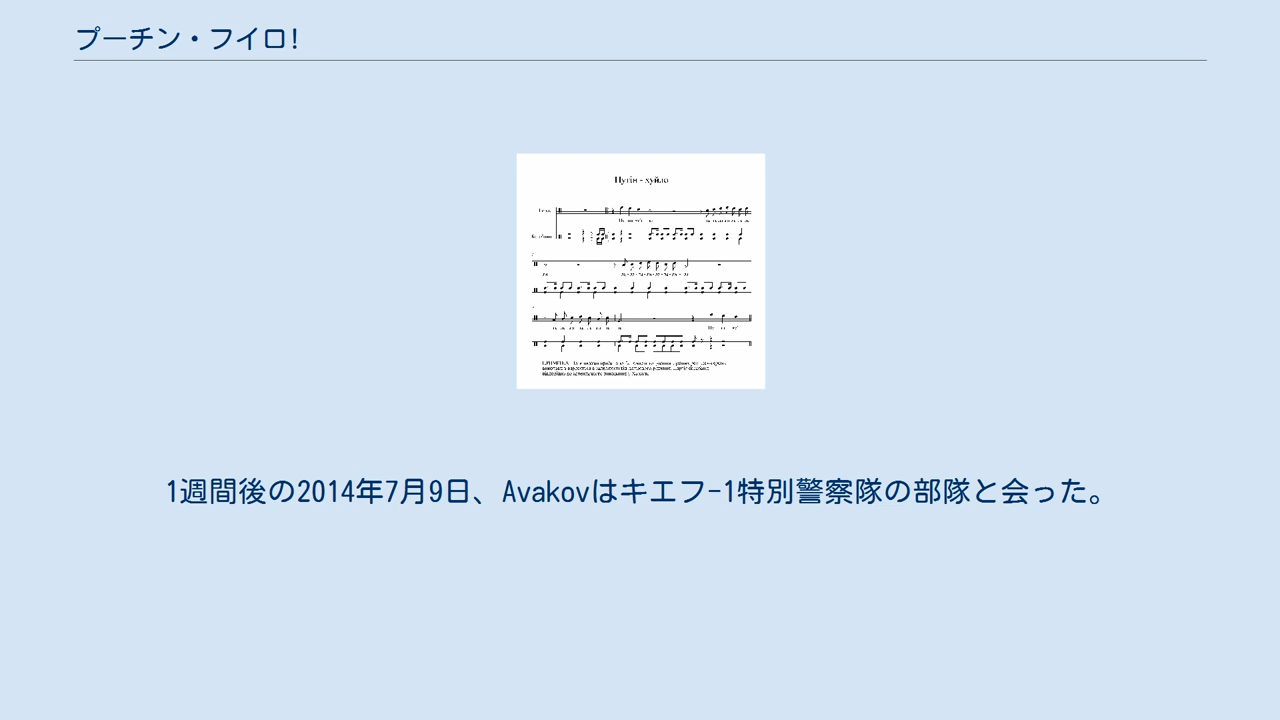 プーチン・フイロ!
Путін - хуйло
1週間後の2014年7月9日、Avakovはキエフ-1特別警察隊の部隊と会った。